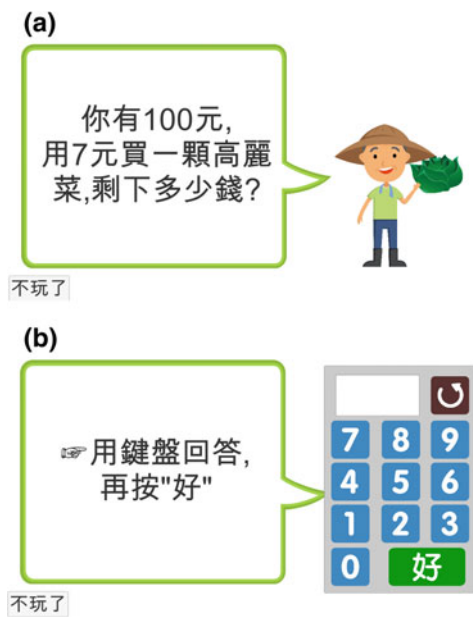 (a)
你有100元,
用7元買一顆高麗
菜,剩下多少錢?
不玩了
(b)
☞用鍵盤回答,
再按"好"
7 8 9
4 5 6
1 2 3
0 好
不玩了